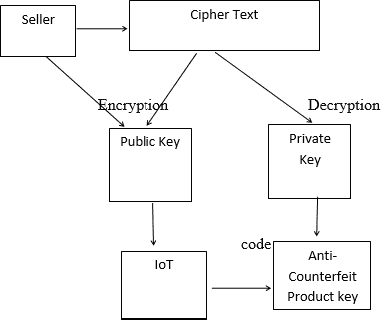 Seller
Cipher Text
Encryption
Decryption
Public Key
Private
Key
code
IoT
Anti-
Counterfeit
Product key